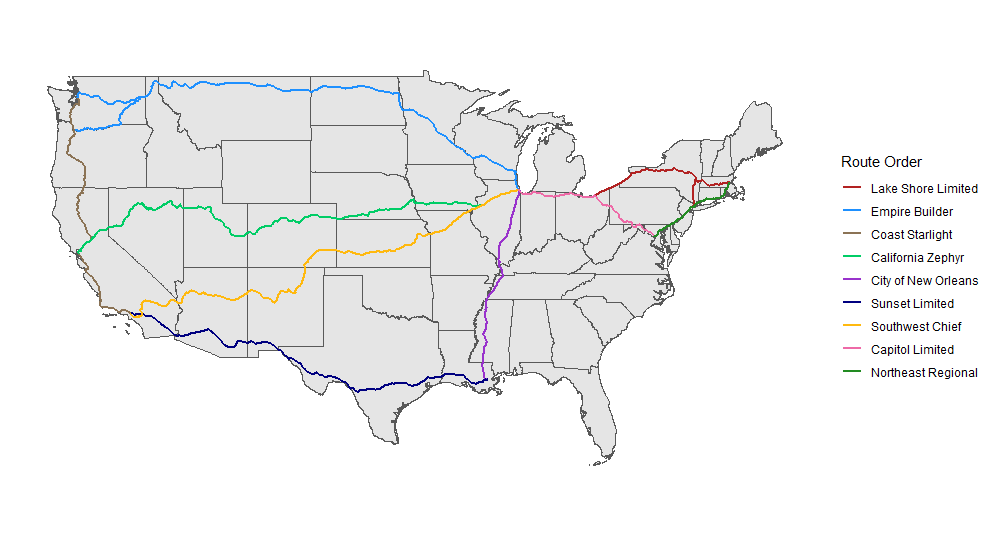 Route Order
Lake Shore Limited
Empire Builder
Coast Starlight
California Zephyr
City of New Orleans
Sunset Limited
Southwest Chief
Capitol Limited
Northeast Regional